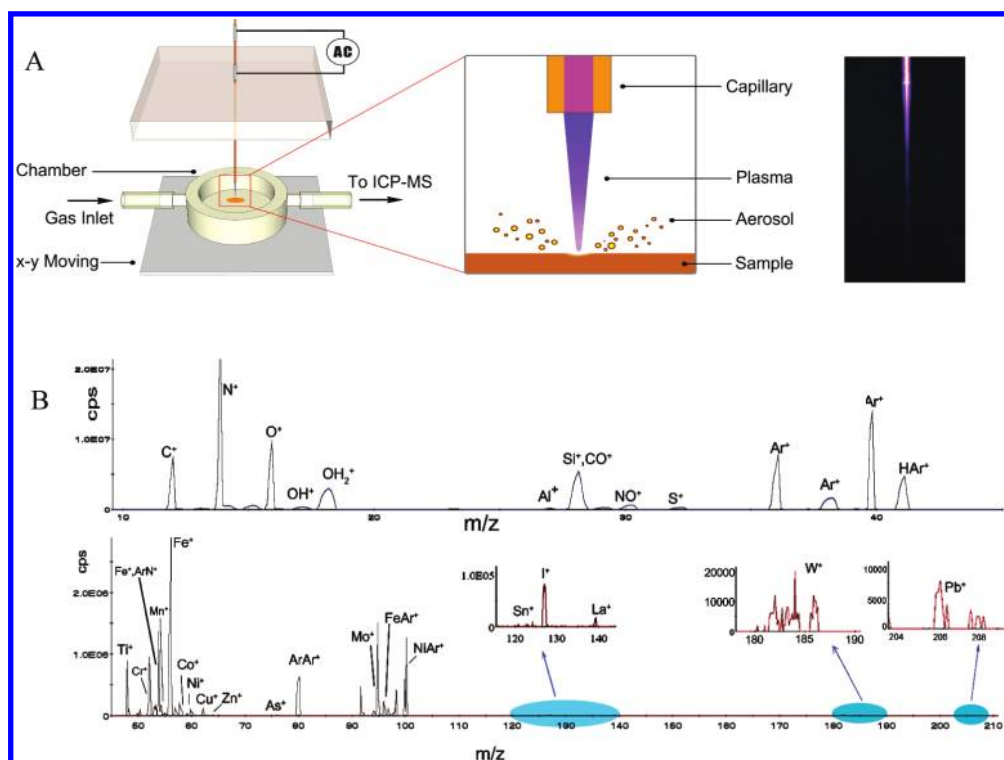 A
AC
Chamber
To ICP-MS
Gas Inlet
x-y Moving
Capillary
Plasma
Aerosol
Sample
B
cps
2.0E07
1.0E07
C⁺
N⁺
O⁺
OH⁺
OH₂⁺
Al⁺
Si⁺,CO⁺
NO⁺
S⁺
Ar⁺
Ar⁺
Ar⁺
HAr⁺
10 20 30 40
m/z
cps
2.0E06
1.0E06
Ti⁺
Cr⁺
Fe⁺,ArN⁺
Mn⁺
Fe⁺
Co⁺
Ni⁺
Cu⁺
Zn⁺
As⁺
ArAr⁺
Mo⁺
FeAr⁺
NiAr⁺
1.0E05
0
Sn⁺
I⁺
La⁺
120 130 140
20000
10000
0
W⁺
180 185 190
10000
5000
0
Pb⁺
204 206 208
50 60 70 80 90 100 110 120 130 140 150 160 170 180 190 200 210
m/z